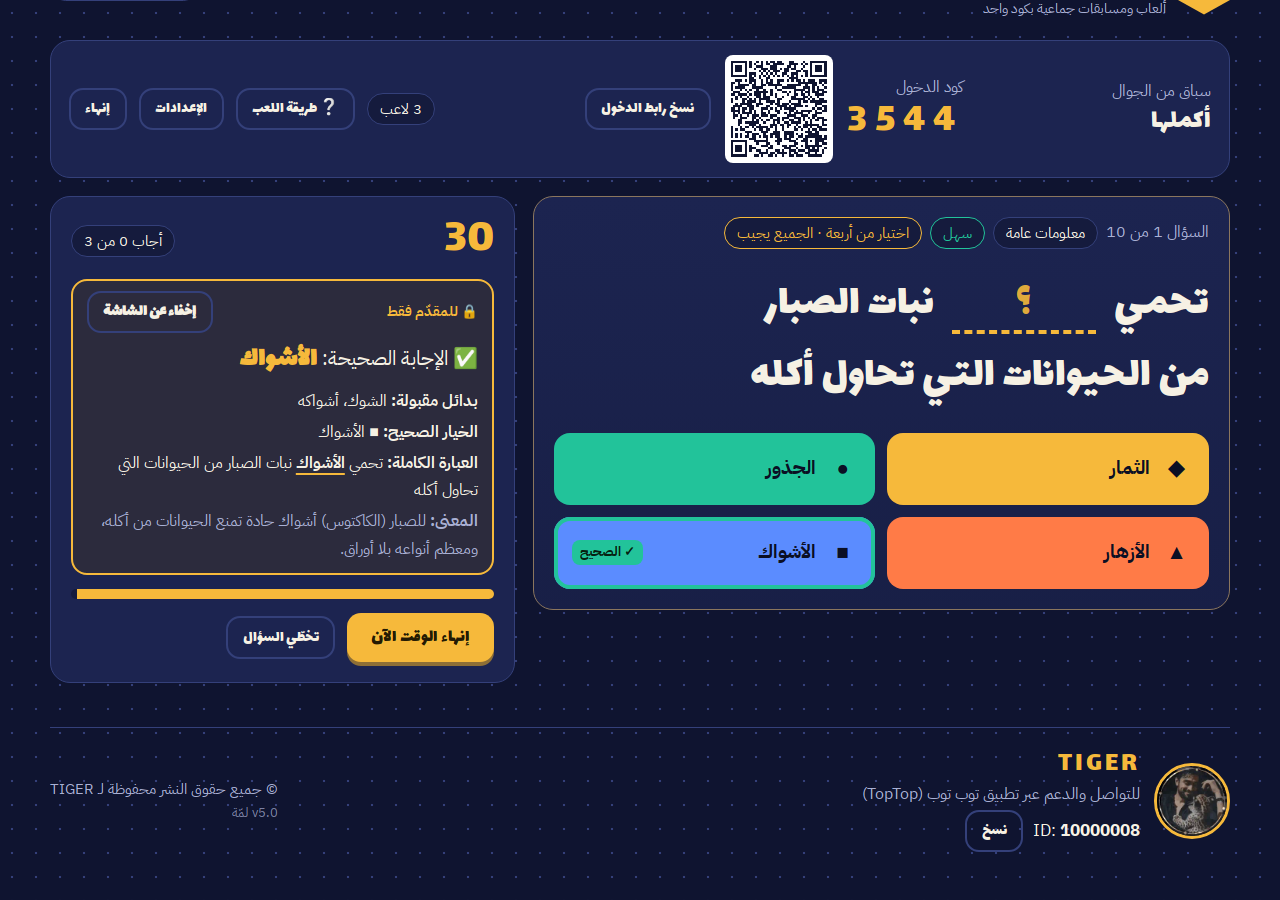 ألعاب ومسابقات جماعية بكود واحد
سباق من الجوال
أكملها
كود الدخول
3544
نسخ رابط الدخول
3 لاعب
❔ طريقة اللعب
الإعدادات
إنهاء
السؤال 1 من 10
معلومات عامة
سهل
اختيار من أربعة · الجميع يجيب
تحمي ؟ نبات الصبار
من الحيوانات التي تحاول أكله
◆ الثمار
● الجذور
▲ الأزهار
■ الأشواك
✓ الصحيح
30
أجاب 0 من 3
🔒 للمقدّم فقط
إخفاء عن الشاشة
✅ الإجابة الصحيحة: الأشواك
بدائل مقبولة: الشوك، أشواكه
الخيار الصحيح: ■ الأشواك
العبارة الكاملة: تحمي الأشواك نبات الصبار من الحيوانات التي
تحاول أكله
المعنى: للصبار (الكاكتوس) أشواك حادة تمنع الحيوانات من أكله،
ومعظم أنواعه بلا أوراق.
إنهاء الوقت الآن
تخطّي السؤال
TIGER
للتواصل والدعم عبر تطبيق توب توب (TopTop)
ID: 10000008
نسخ
© جميع حقوق النشر محفوظة لـ TIGER
لمّة v5.0